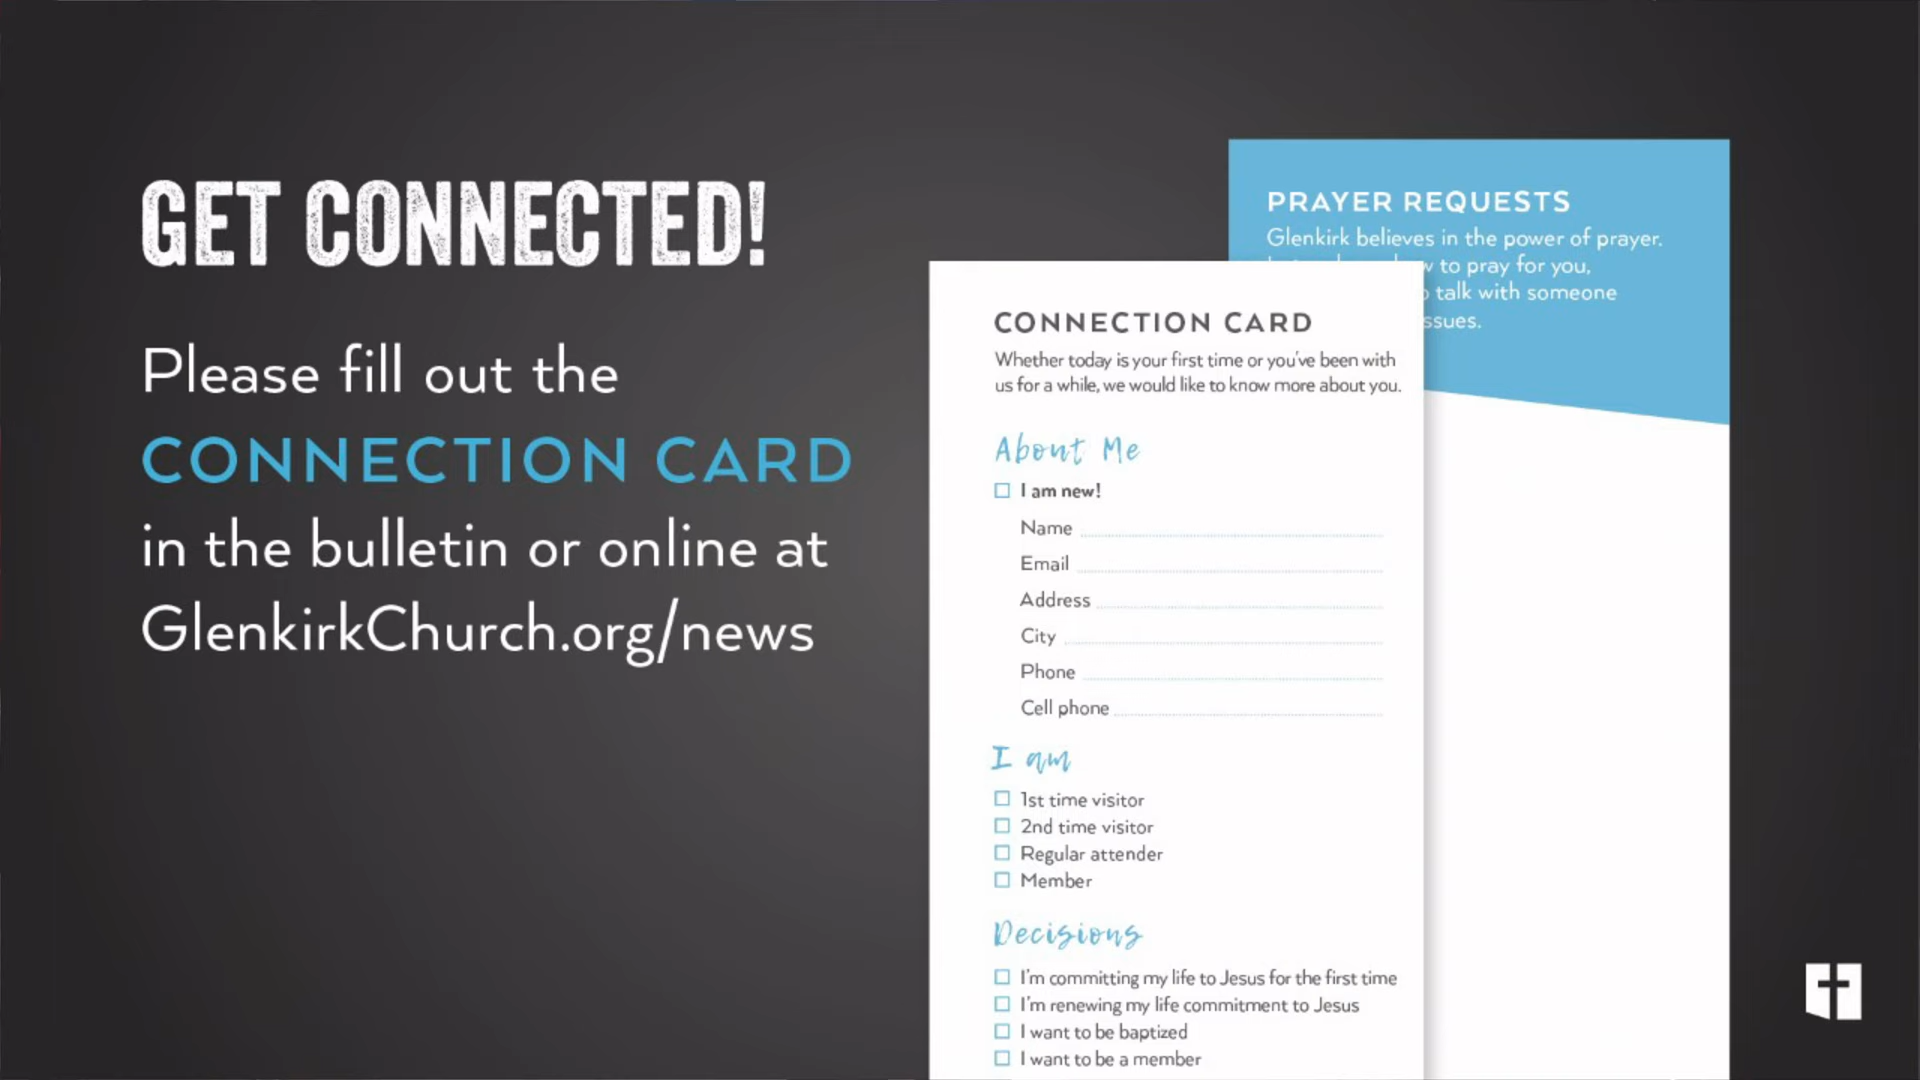 GET CONNECTED!
Please fill out the
CONNECTION CARD
in the bulletin or online at
GlenkirkChurch.org/news
PRAYER REQUESTS
Glenkirk believes in the power of prayer.
to pray for you,
talk with someone
CONNECTION CARD
Whether today is your first time or you've been with
us for a while, we would like to know more about you.
About Me
I am new!
Name
Email
Address
City
Phone
Cell phone
I am
1st time visitor
2nd time visitor
Regular attender
Member
Decisions
I'm committing my life to Jesus for the first time
I'm renewing my life commitment to Jesus
I want to be baptized
I want to be a member